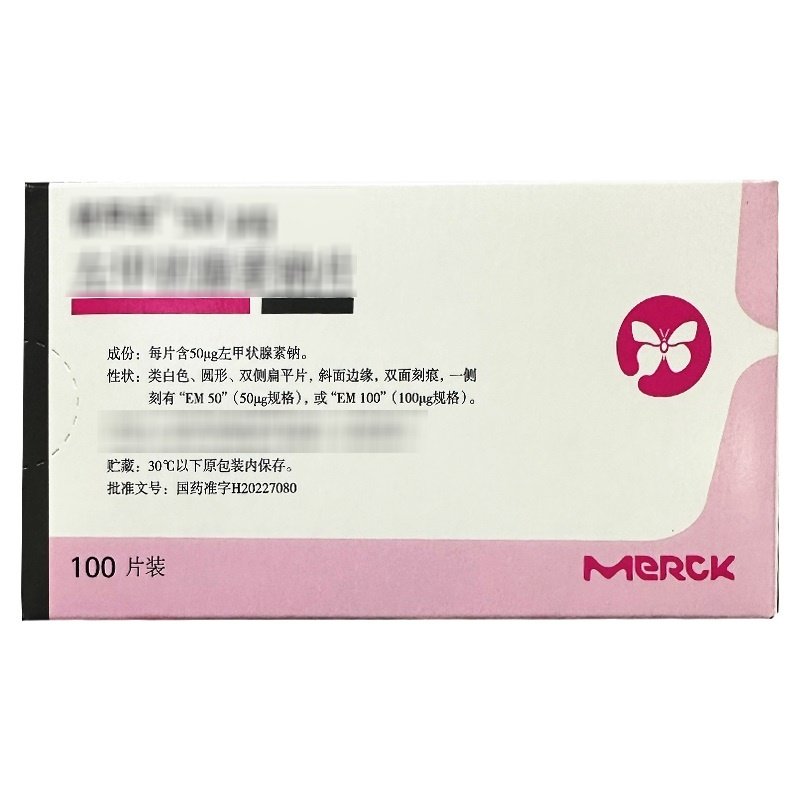 成份：每片含50μg左甲状腺素钠。
性状：类白色、圆形、双侧扁平片，斜面边缘，双面刻痕，一侧
刻有“EM 50”（50μg规格），或“EM 100”（100μg规格）。
贮藏：30℃以下原包装内保存。
批准文号：国药准字H20227080
100 片装
MERCK